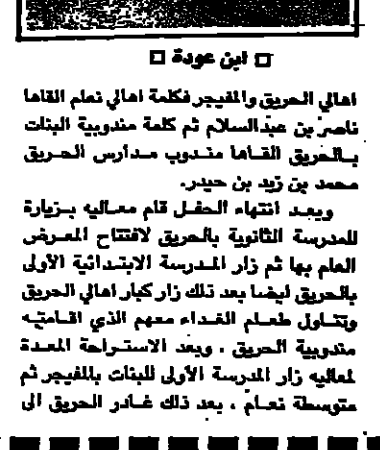 ابن عودة
اهالي الحريق والمفيجر فكلمة اهالي نعام القاها
ناصر بن عبدالسلام ثم كلمة مندوبية البنات
بالحريق القاها مندوب مدارس الحريق
محمد بن زيد بن حيدر.
وبعد انتهاء الحفل قام معاليه بزيارة
للمدرسة الثانوية بالحريق لافتتاح المعرض
العام بها ثم زار المدرسة الابتدائية الأولى
بالحريق ايضا بعد ذلك زار كبار اهالي الحريق
وتناول طعام الغداء معهم الذي اقامته
مندوبية الحريق ، وبعد الاستراحة المعدة
لمعاليه زار المدرسة الأولى للبنات بالمفيجر ثم
متوسطة نعام ، بعد ذلك غادر الحريق الى